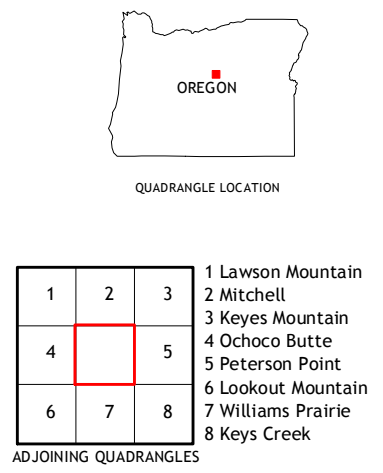 OREGON
QUADRANGLE LOCATION
1 2 3
4 5
6 7 8
1 Lawson Mountain
2 Mitchell
3 Keyes Mountain
4 Ochoco Butte
5 Peterson Point
6 Lookout Mountain
7 Williams Prairie
8 Keys Creek
ADJOINING QUADRANGLES